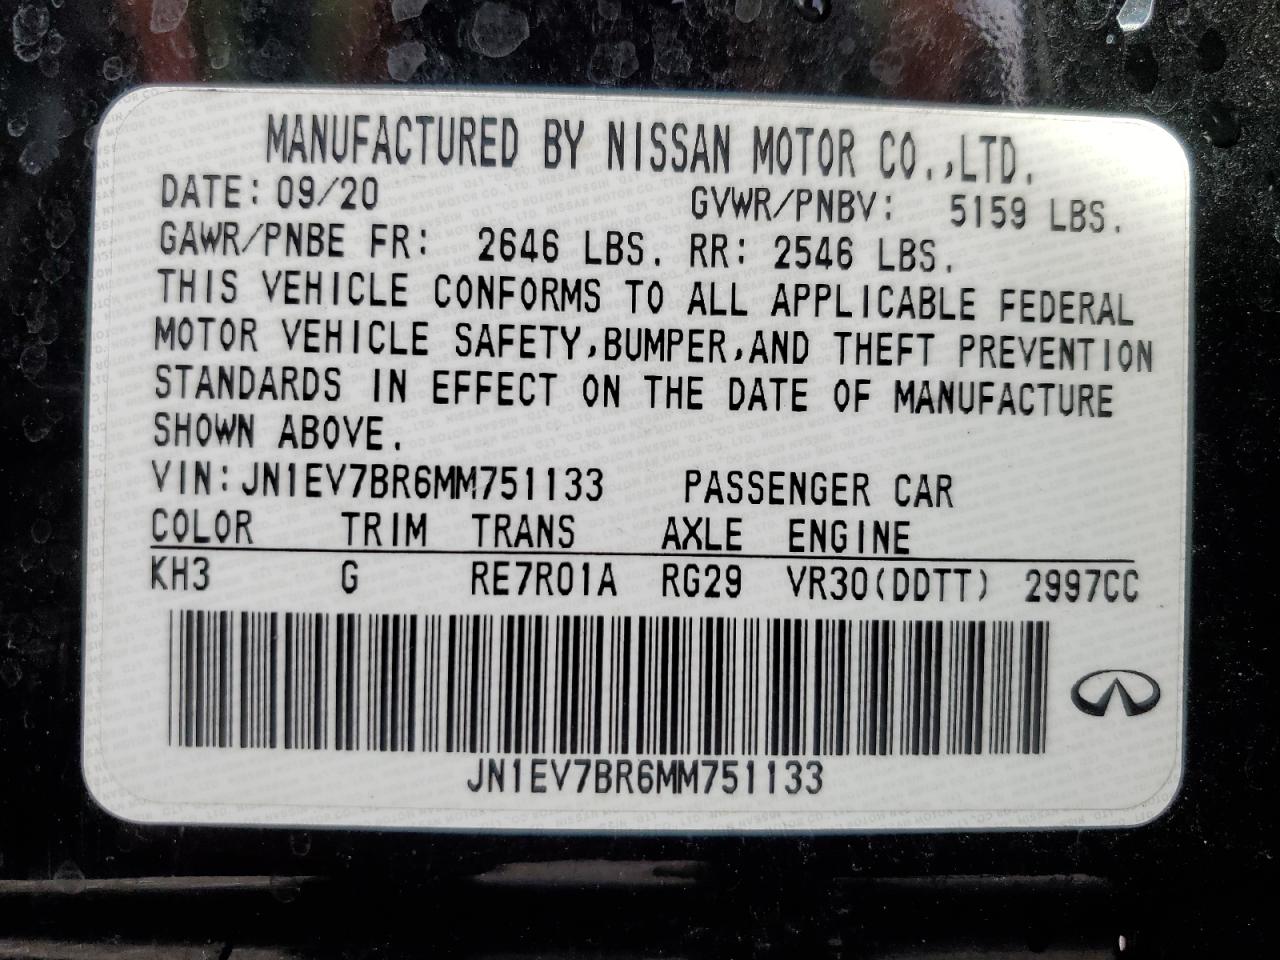 MANUFACTURED BY NISSAN MOTOR CO.,LTD.
DATE: 09/20 GVWR/PNBV: 5159 LBS.
GAWR/PNBE FR: 2646 LBS. RR: 2546 LBS.
THIS VEHICLE CONFORMS TO ALL APPLICABLE FEDERAL
MOTOR VEHICLE SAFETY,BUMPER,AND THEFT PREVENTION
STANDARDS IN EFFECT ON THE DATE OF MANUFACTURE
SHOWN ABOVE.
VIN:JN1EV7BR6MM751133 PASSENGER CAR
COLOR TRIM TRANS AXLE ENGINE
KH3 G RE7R01A RG29 VR30(DDTT) 2997CC
JN1EV7BR6MM751133